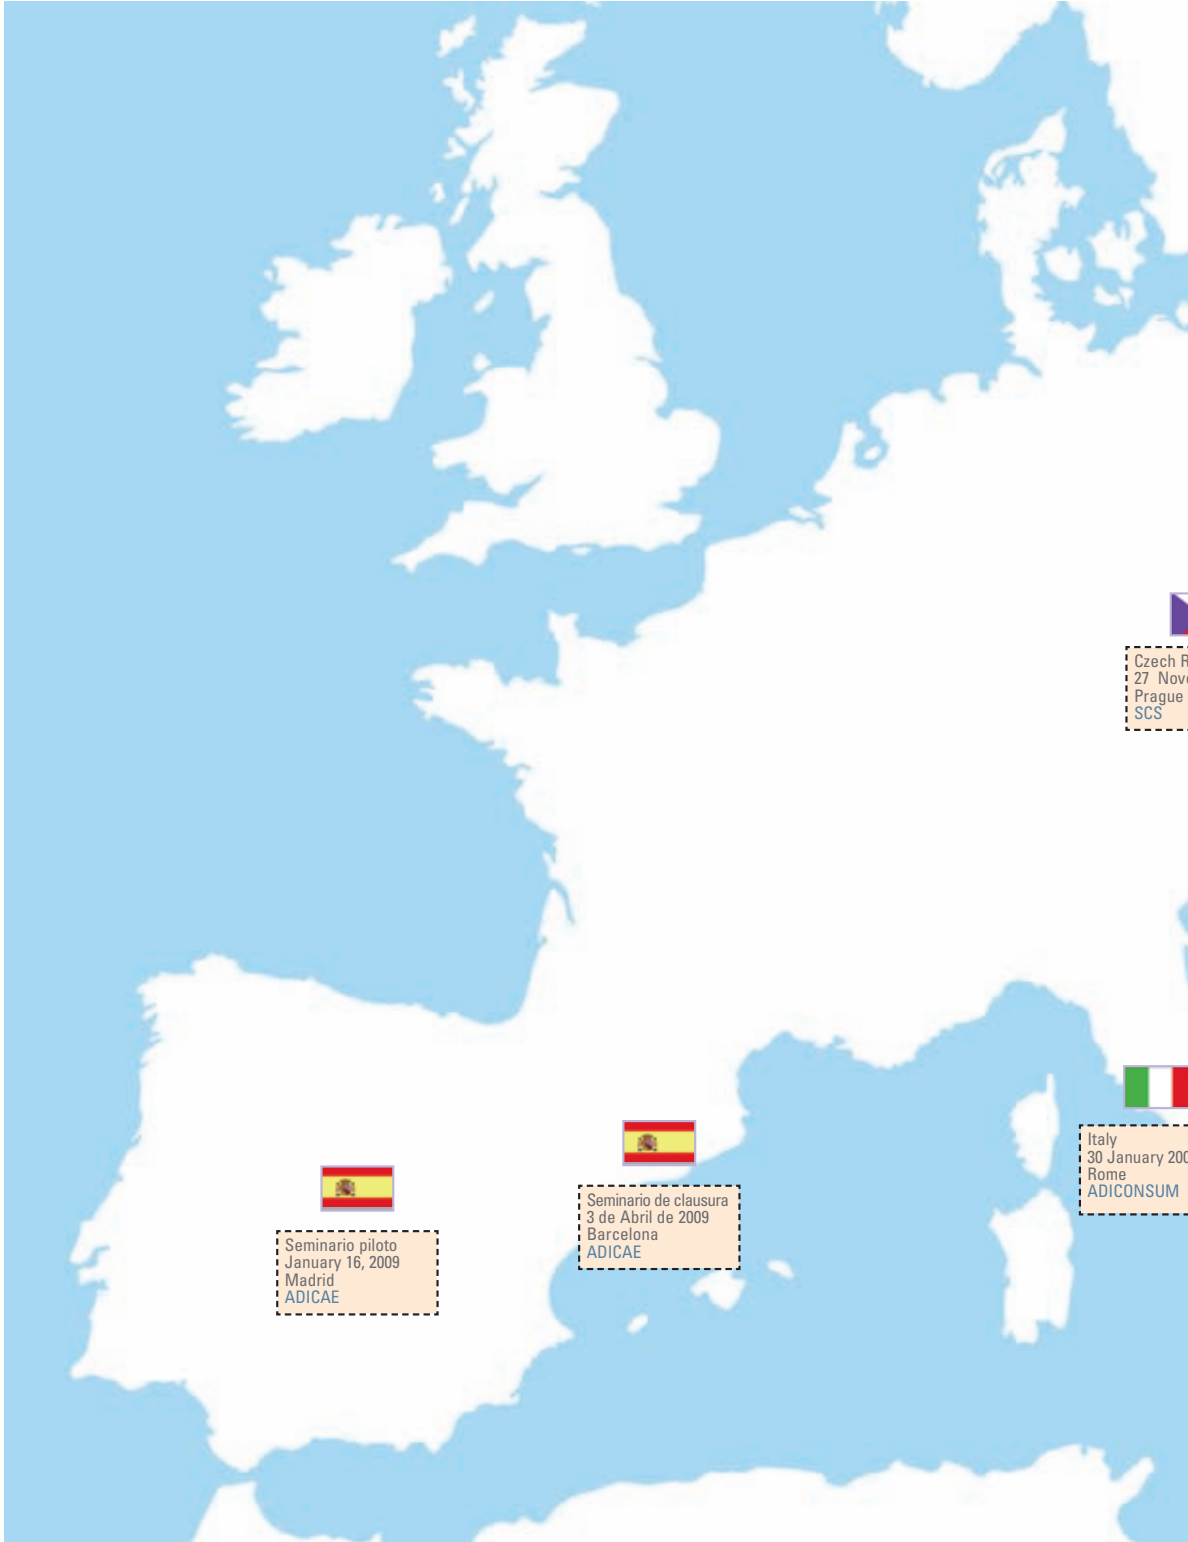 Czech
27
Prague
SCS
Italy
30 January
Rome
ADICONSUM
Seminario de clausura
3 de Abril de 2009
Barcelona
ADICAE
Seminario piloto
January 16, 2009
Madrid
ADICAE